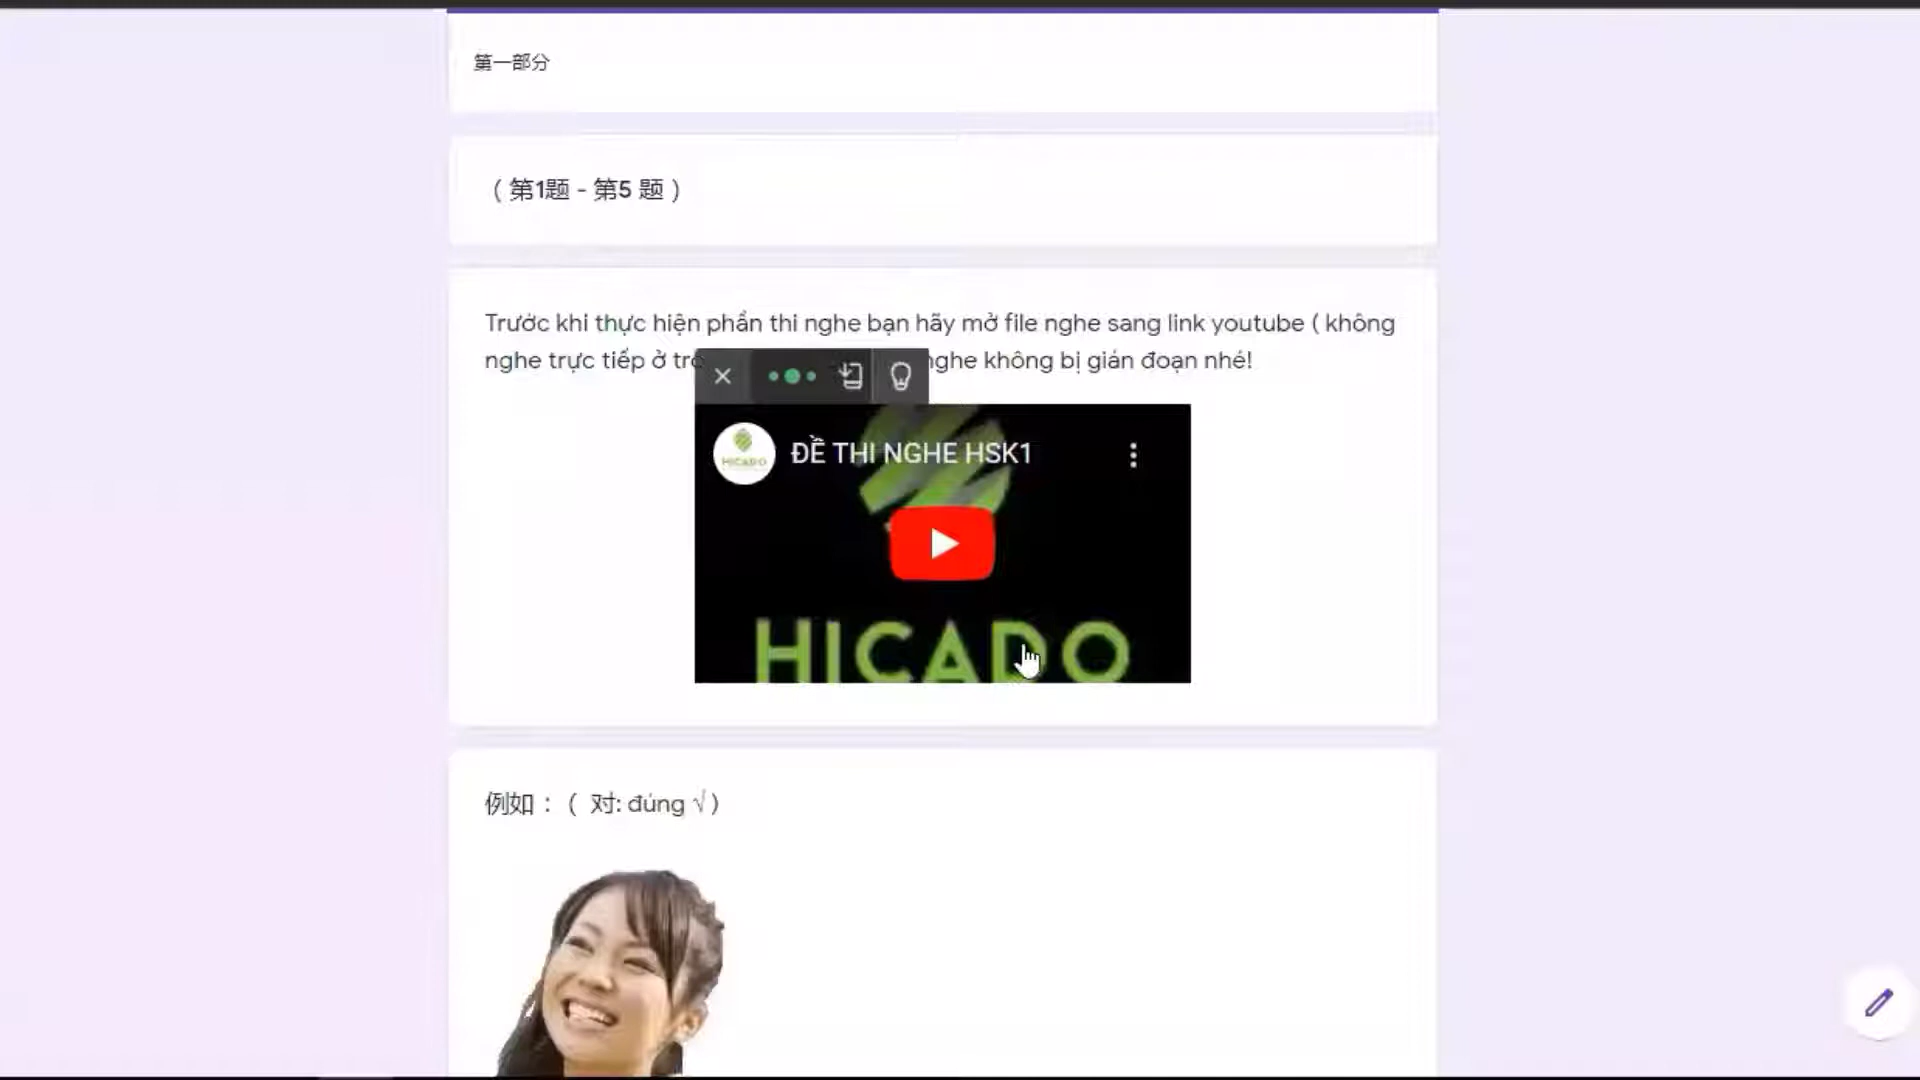 第一部分
（第1题 - 第5 题）
Trước khi thực hiện phần thi nghe bạn hãy mở file nghe sang link youtube ( không
nghe trực tiếp ở nghe không bị gián đoạn nhé!
HICADO
ĐỀ THI NGHE HSK1
HICADO
例如：（ 对: đúng √）